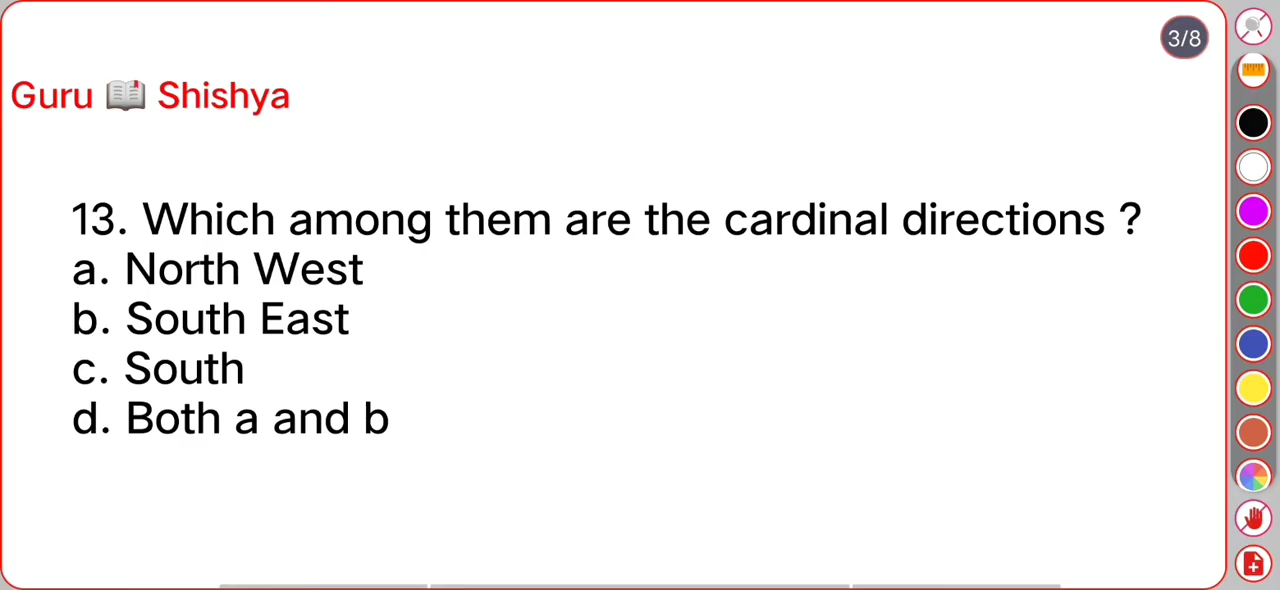 3/8
Guru 📖 Shishya
13. Which among them are the cardinal directions ?
a. North West
b. South East
c. South
d. Both a and b